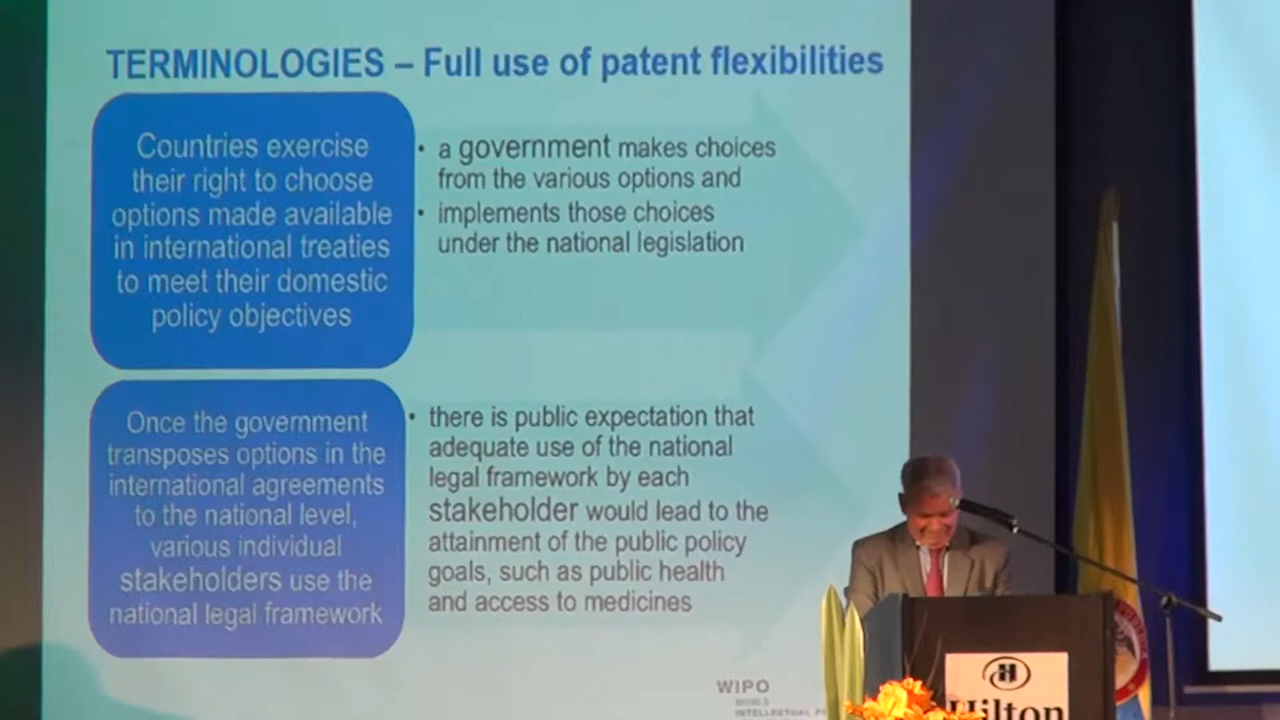 TERMINOLOGIES – Full use of patent flexibilities
Countries exercise
their right to choose
options made available
in international treaties
to meet their domestic
policy objectives
• a government makes choices
from the various options and
• implements those choices
under the national legislation
Once the government
transposes options in the
international agreements
to the national level,
various individual
stakeholders use the
national legal framework
• there is public expectation that
adequate use of the national
legal framework by each
stakeholder would lead to the
attainment of the public policy
goals, such as public health
and access to medicines
WIPO
WORLD
INTELLECTUAL
H
Hilton